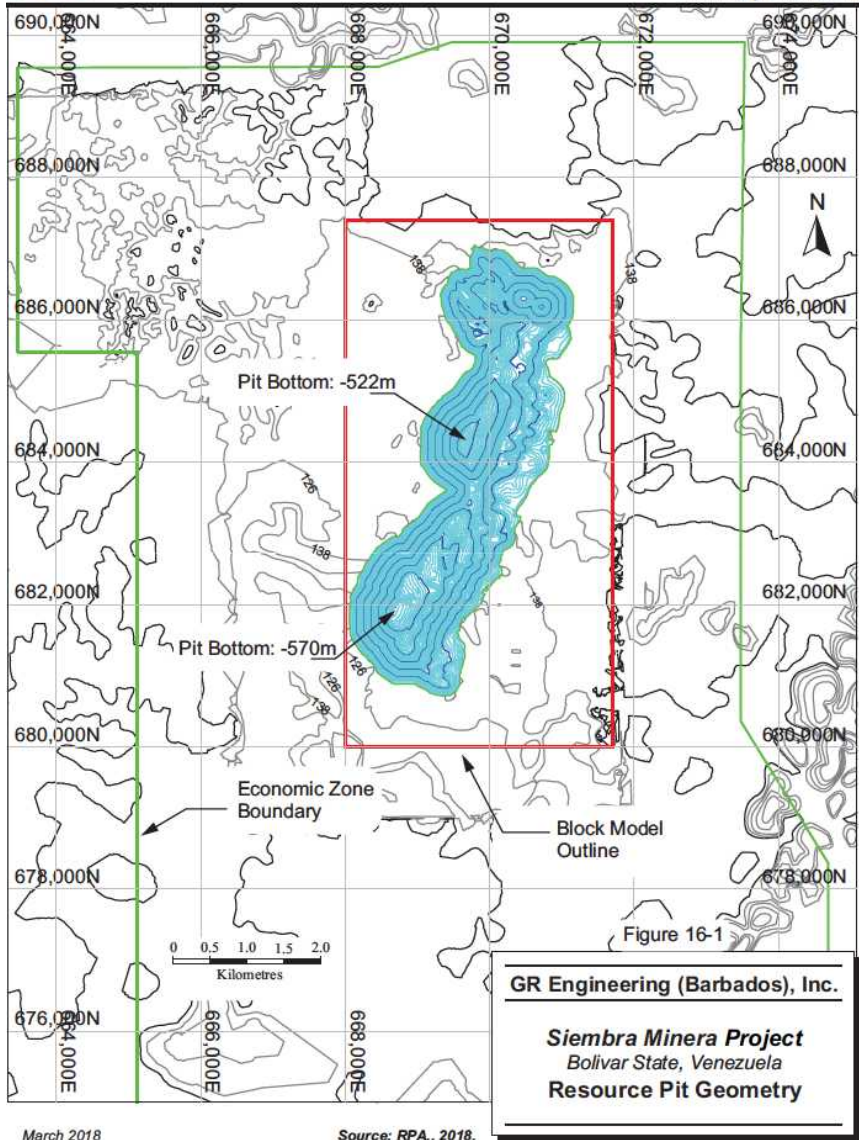 690,000N
664,000E
666,000E
668,000E
670,000E
672,000E
674,000E
690,000N
688,000N
688,000N
N
138
138
686,000N
686,000N
Pit Bottom: -522m
684,000N
684,000N
126
138
682,000N
138
682,000N
Pit Bottom: -570m
126
126
138
680,000N
680,000N
Economic Zone
Boundary
Block Model
Outline
678,000N
678,000N
Figure 16-1
0 0.5 1.0 1.5 2.0
Kilometres
GR Engineering (Barbados), Inc.
676,000N
664,000E
666,000E
668,000E
Siembra Minera Project
Bolivar State, Venezuela
Resource Pit Geometry
March 2018
Source: RPA., 2018.